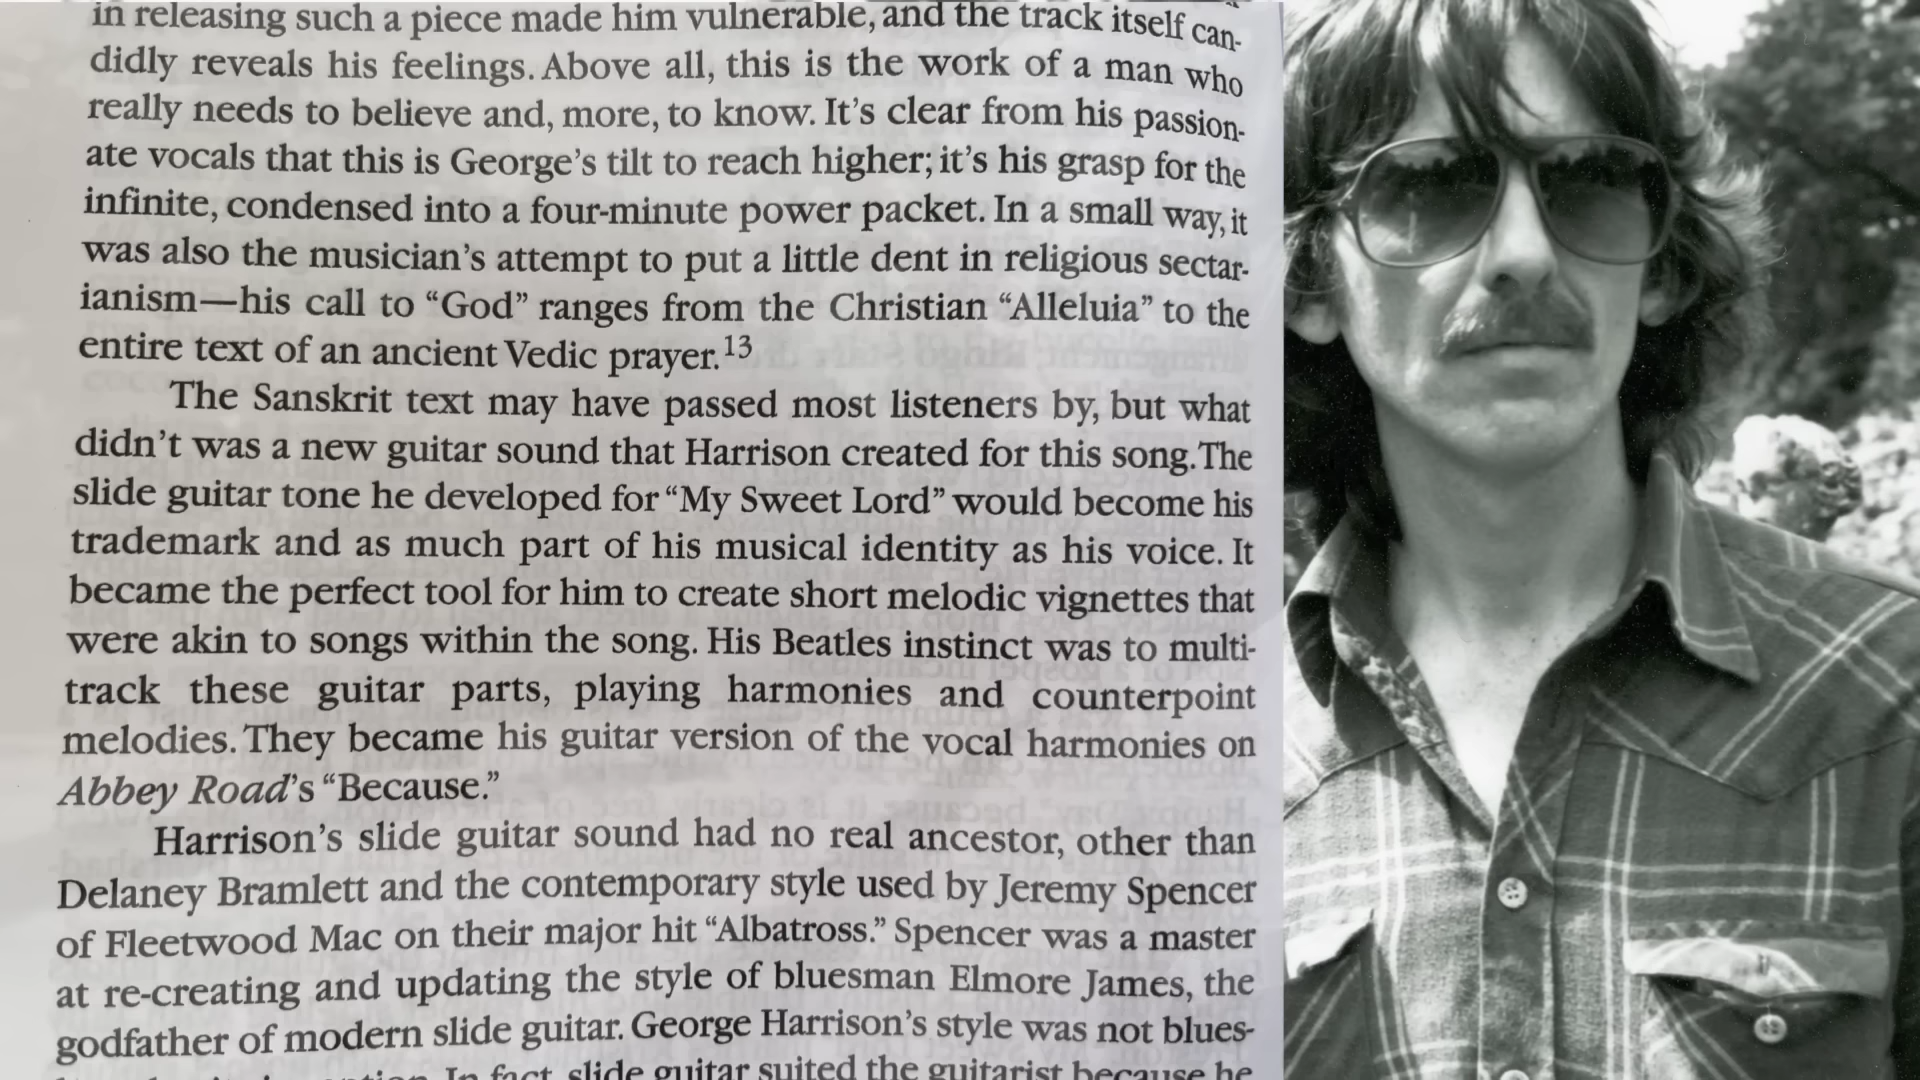 in releasing such a piece made him vulnerable, and the track itself can-
didly reveals his feelings. Above all, this is the work of a man who
really needs to believe and, more, to know. It's clear from his passion-
ate vocals that this is George's tilt to reach higher; it's his grasp for the
infinite, condensed into a four-minute power packet. In a small way, it
was also the musician's attempt to put a little dent in religious sectar-
ianism—his call to “God” ranges from the Christian “Alleluia” to the
entire text of an ancient Vedic prayer.13
The Sanskrit text may have passed most listeners by, but what
didn't was a new guitar sound that Harrison created for this song. The
slide guitar tone he developed for “My Sweet Lord” would become his
trademark and as much part of his musical identity as his voice. It
became the perfect tool for him to create short melodic vignettes that
were akin to songs within the song. His Beatles instinct was to multi-
track these guitar parts, playing harmonies and counterpoint
melodies. They became his guitar version of the vocal harmonies on
Abbey Road's “Because.”
Harrison's slide guitar sound had no real ancestor, other than
Delaney Bramlett and the contemporary style used by Jeremy Spencer
of Fleetwood Mac on their major hit “Albatross.” Spencer was a master
at re-creating and updating the style of bluesman Elmore James, the
godfather of modern slide guitar. George Harrison's style was not blues-
In fact, slide guitar suited the guitarist because he